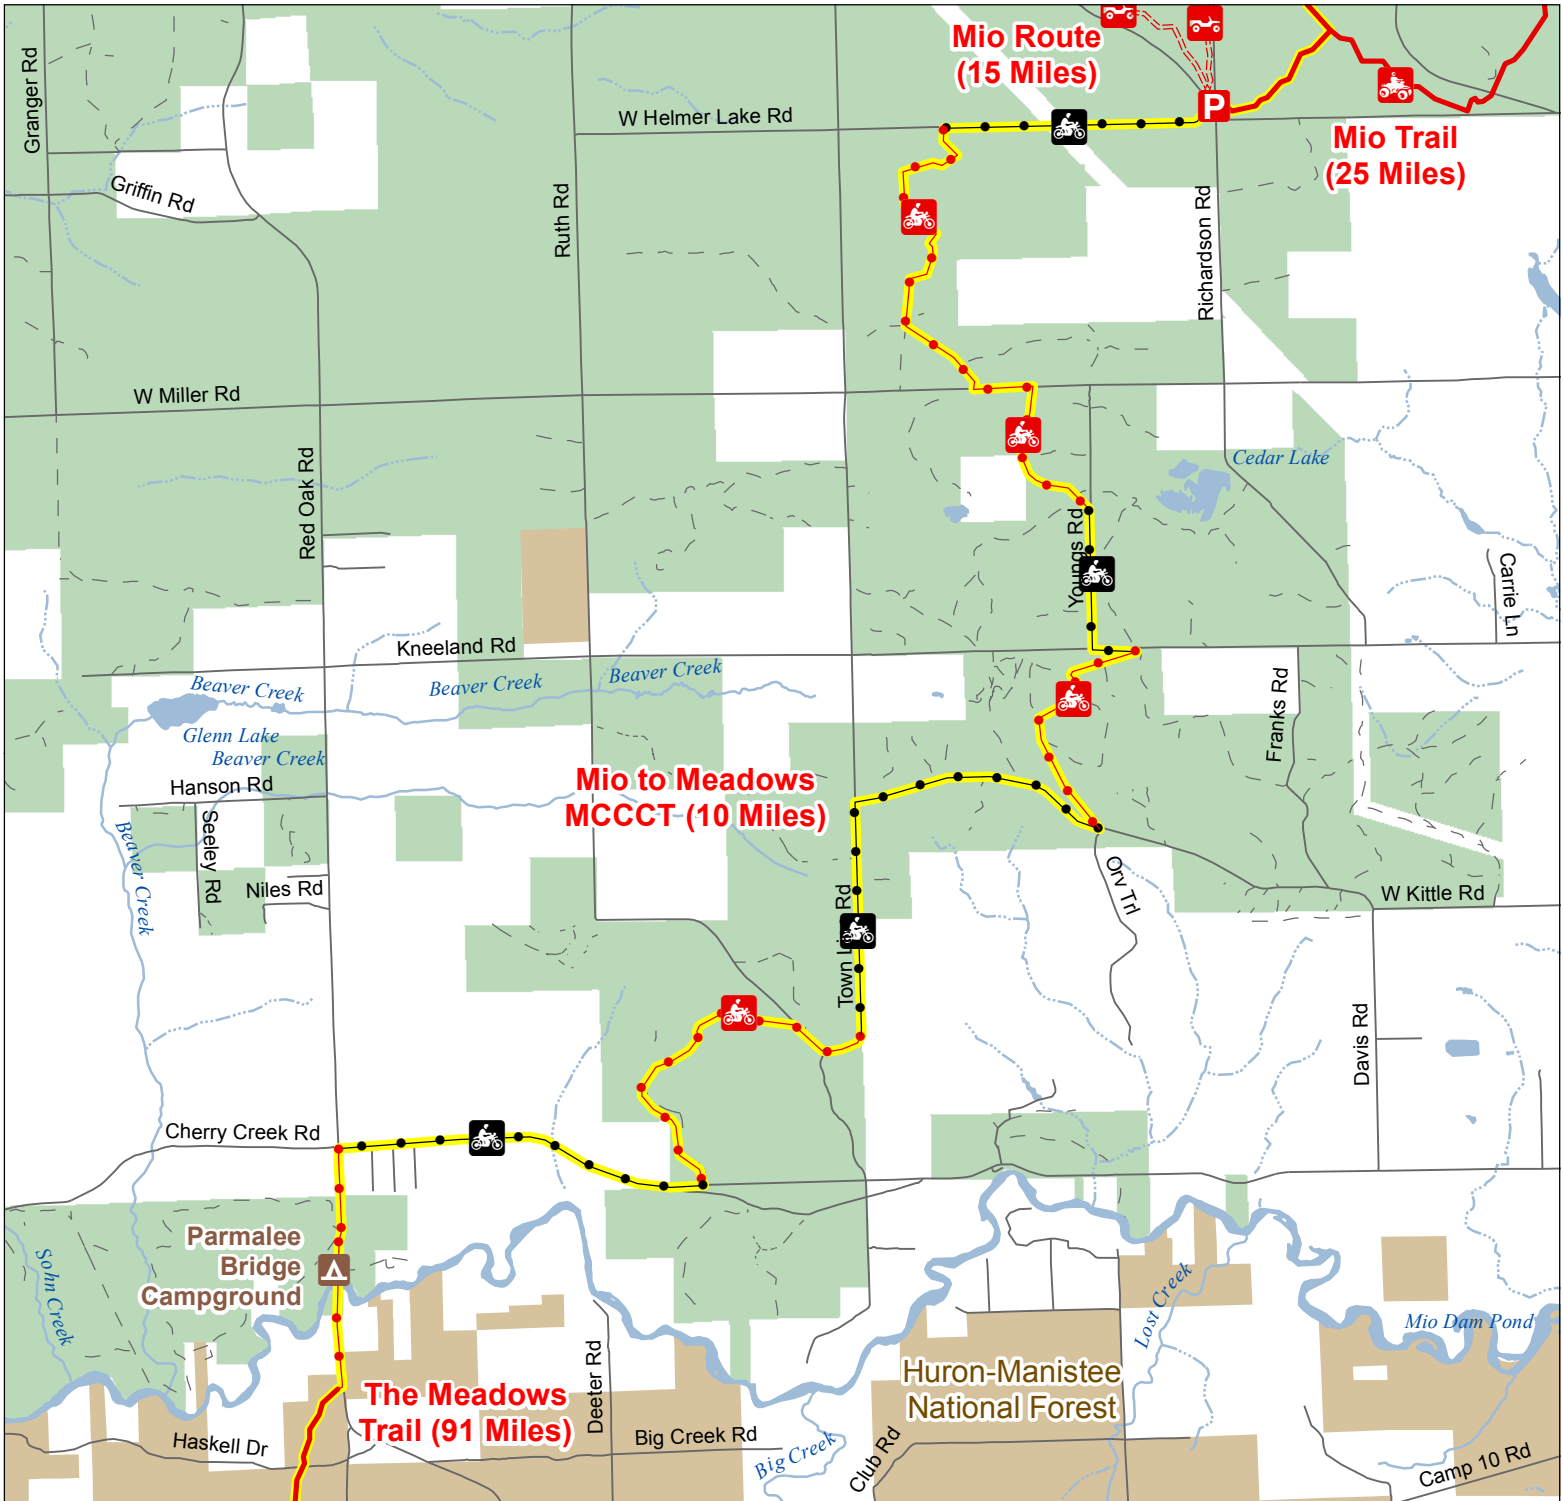 Mio Route
(15 Miles)
P
Granger Rd
W Helmer Lake Rd
Mio Trail
(25 Miles)
Griffin Rd
Ruth Rd
Richardson Rd
W Miller Rd
Red Oak Rd
Cedar Lake
Youngs Rd
Carrie Ln
Kneeland Rd
Beaver Creek
Beaver Creek
Beaver Creek
Glenn Lake
Beaver Creek
Franks Rd
Hanson Rd
Mio to Meadows
MCCCT (10 Miles)
Seeley Rd
Beaver Creek
Niles Rd
Orv Trl
W Kittle Rd
Town Li Rd
Davis Rd
Cherry Creek Rd
Parmalee
Bridge
Campground
Sohn Creek
Lost Creek
Mio Dam Pond
Huron-Manistee
National Forest
The Meadows
Trail (91 Miles)
Deeter Rd
Haskell Dr
Big Creek Rd
Big Creek
Club Rd
Camp 10 Rd